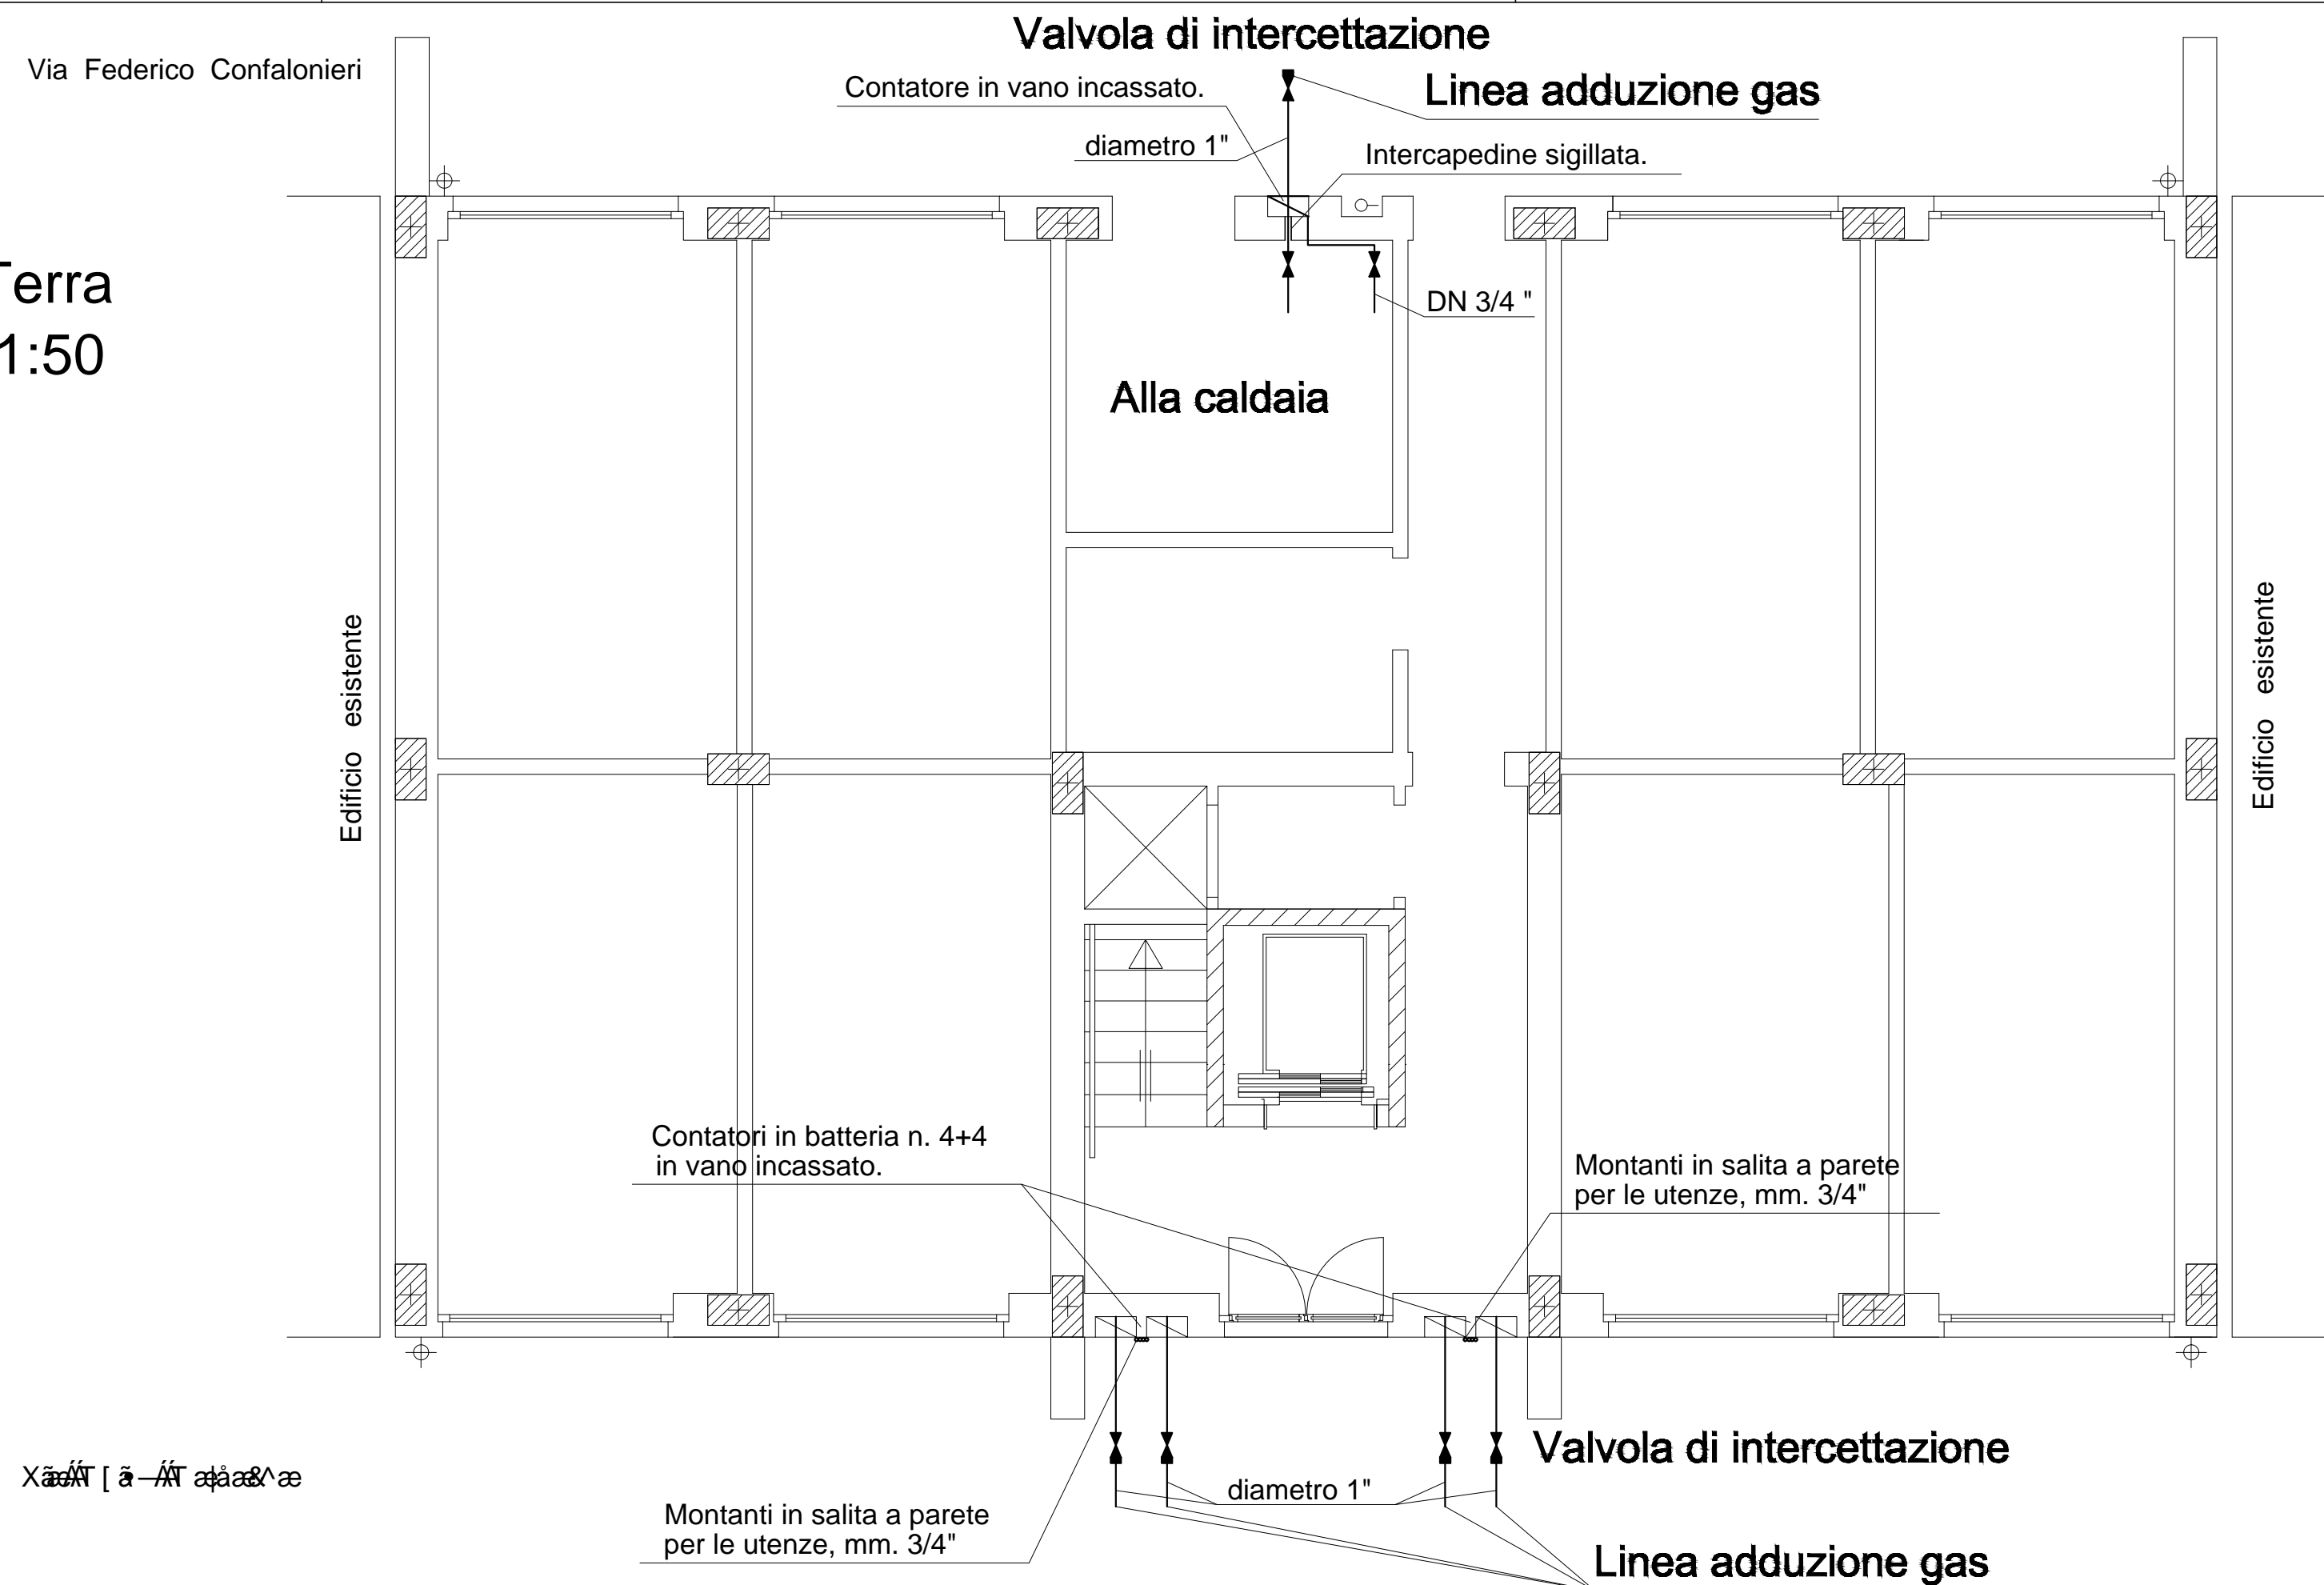 Valvola di intercettazione
Via Federico Confalonieri
Contatore in vano incassato.
Linea adduzione gas
diametro 1"
Intercapedine sigillata.
Terra
1:50
DN 3/4 "
Alla caldaia
Edificio esistente
Edificio esistente
Contatori in batteria n. 4+4
in vano incassato.
Montanti in salita a parete
per le utenze, mm. 3/4"
Valvola di intercettazione
diametro 1"
Montanti in salita a parete
per le utenze, mm. 3/4"
Linea adduzione gas